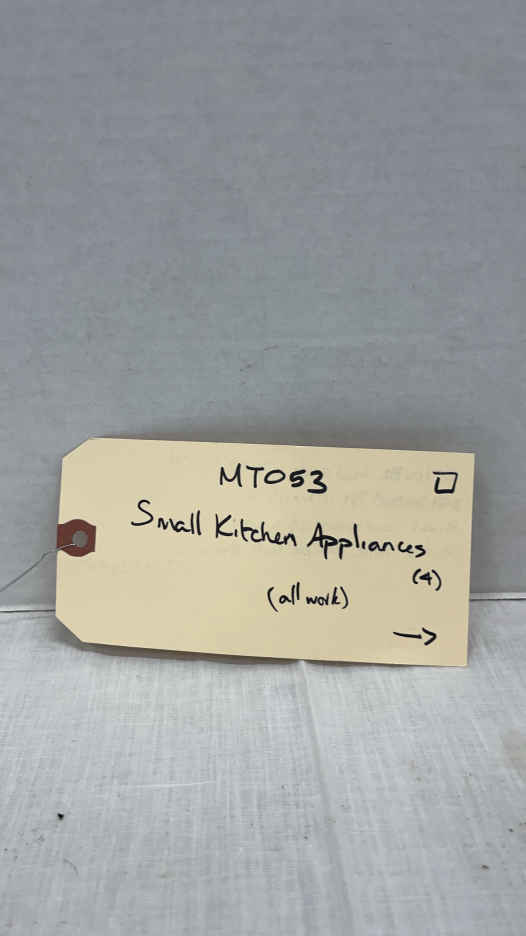 MT053
Small Kitchen Appliances
(4)
(all work)
→